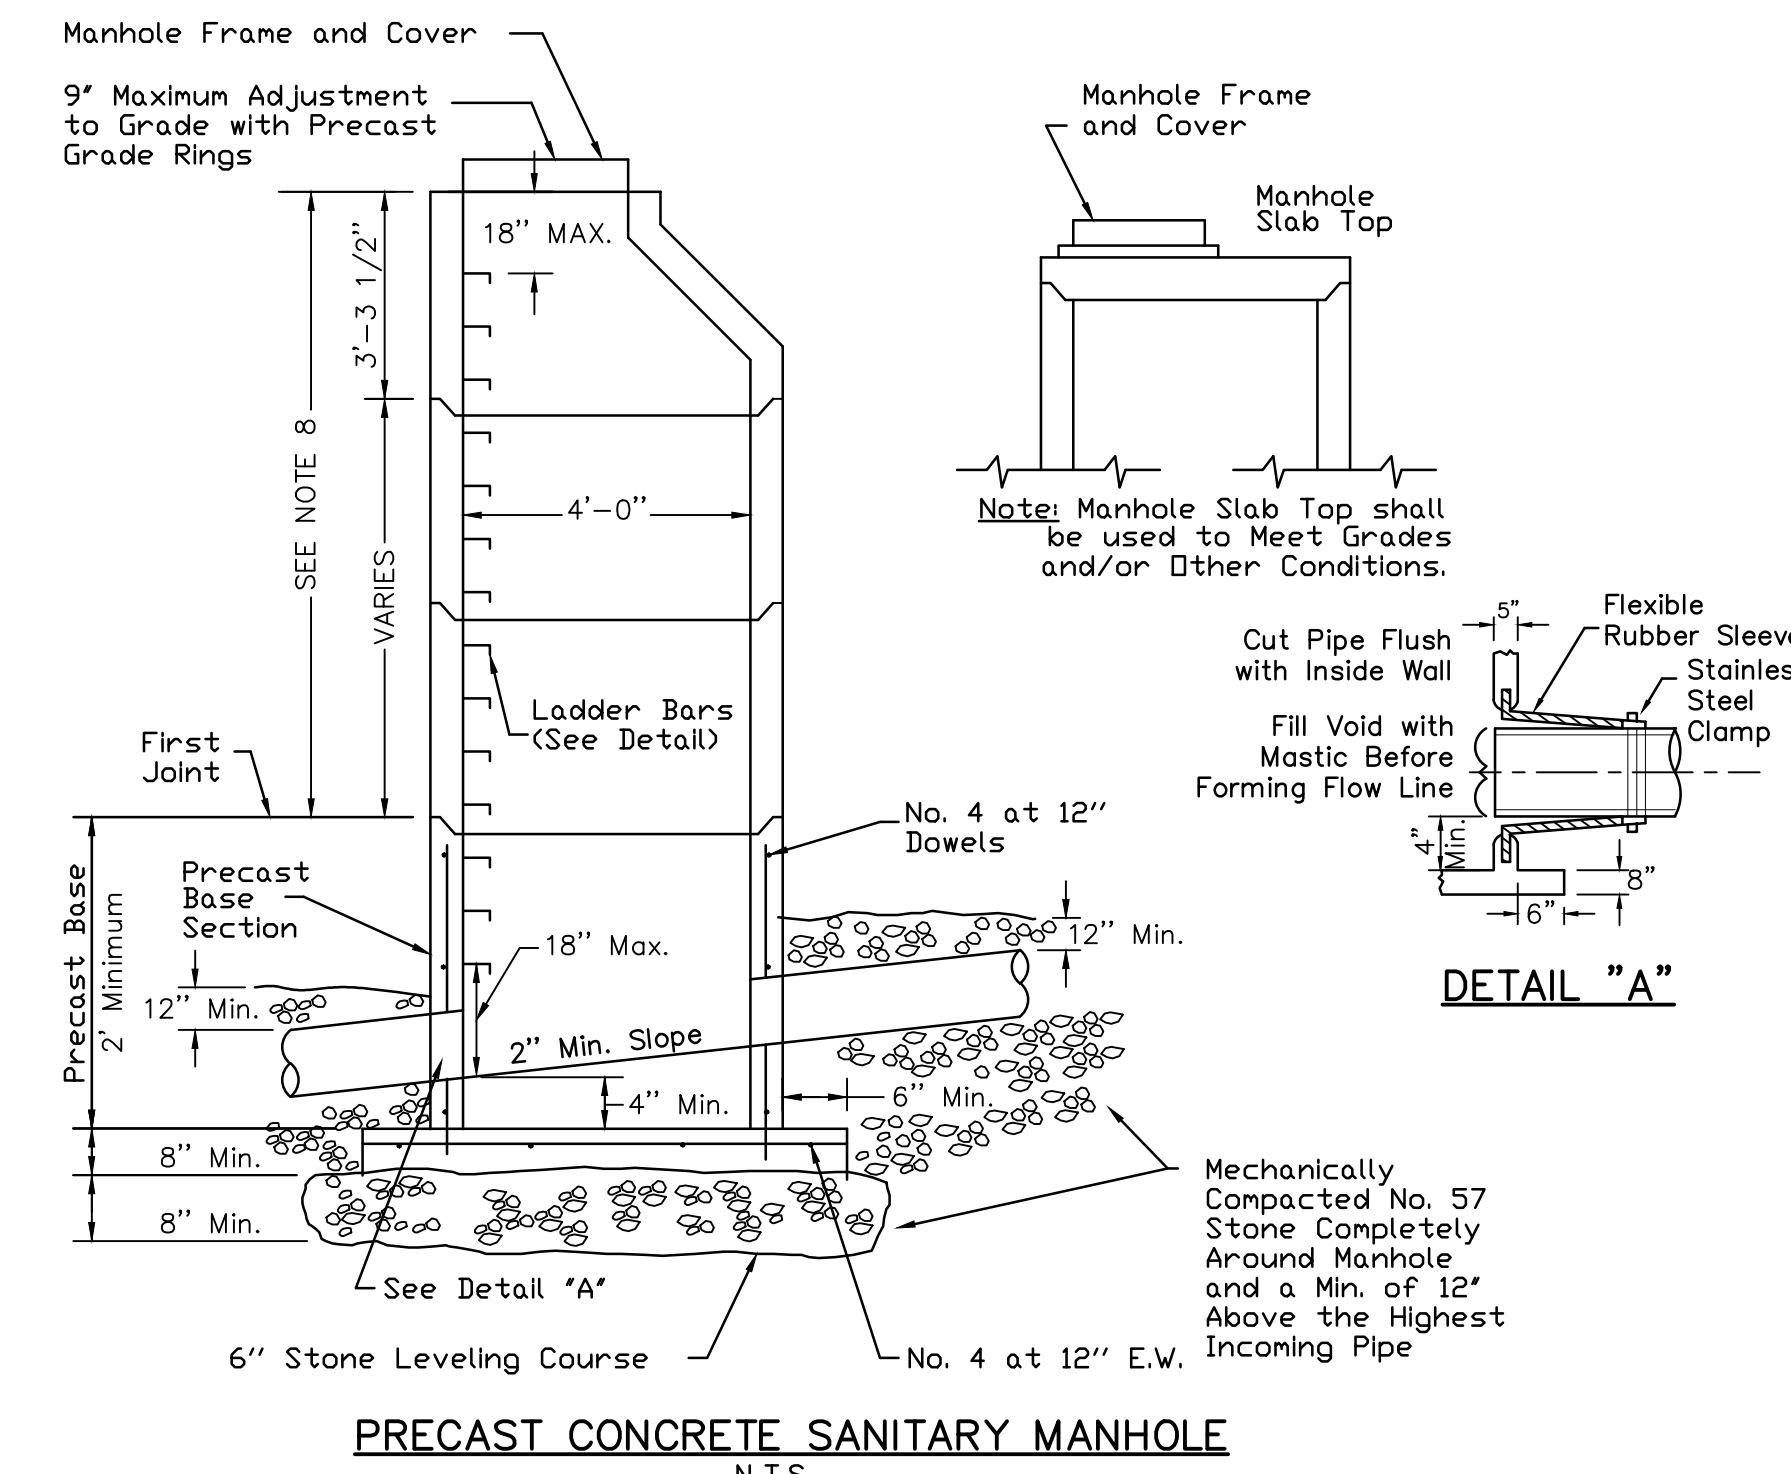 Manhole Frame and Cover
9" Maximum Adjustment
to Grade with Precast
Grade Rings
18" MAX.
3'-3 1/2"
SEE NOTE 8
VARIES
4'-0"
Ladder Bars
(See Detail)
First
Joint
Precast Base
2' Minimum
Precast
Base
Section
12" Min.
18" Max.
2" Min. Slope
4" Min.
8" Min.
8" Min.
See Detail "A"
6" Stone Leveling Course
No. 4 at 12"
Dowels
12" Min.
6" Min.
No. 4 at 12" E.W.
Mechanically
Compacted No. 57
Stone Completely
Around Manhole
and a Min. of 12"
Above the Highest
Incoming Pipe
Manhole Frame
and Cover
Manhole
Slab Top
Note: Manhole Slab Top shall
be used to Meet Grades
and/or Other Conditions.
5"
Flexible
Rubber Sleeve
Cut Pipe Flush
with Inside Wall
Stainles
Steel
Clamp
Fill Void with
Mastic Before
Forming Flow Line
4"
Min.
8"
6"
DETAIL "A"
PRECAST CONCRETE SANITARY MANHOLE
N.T.S.